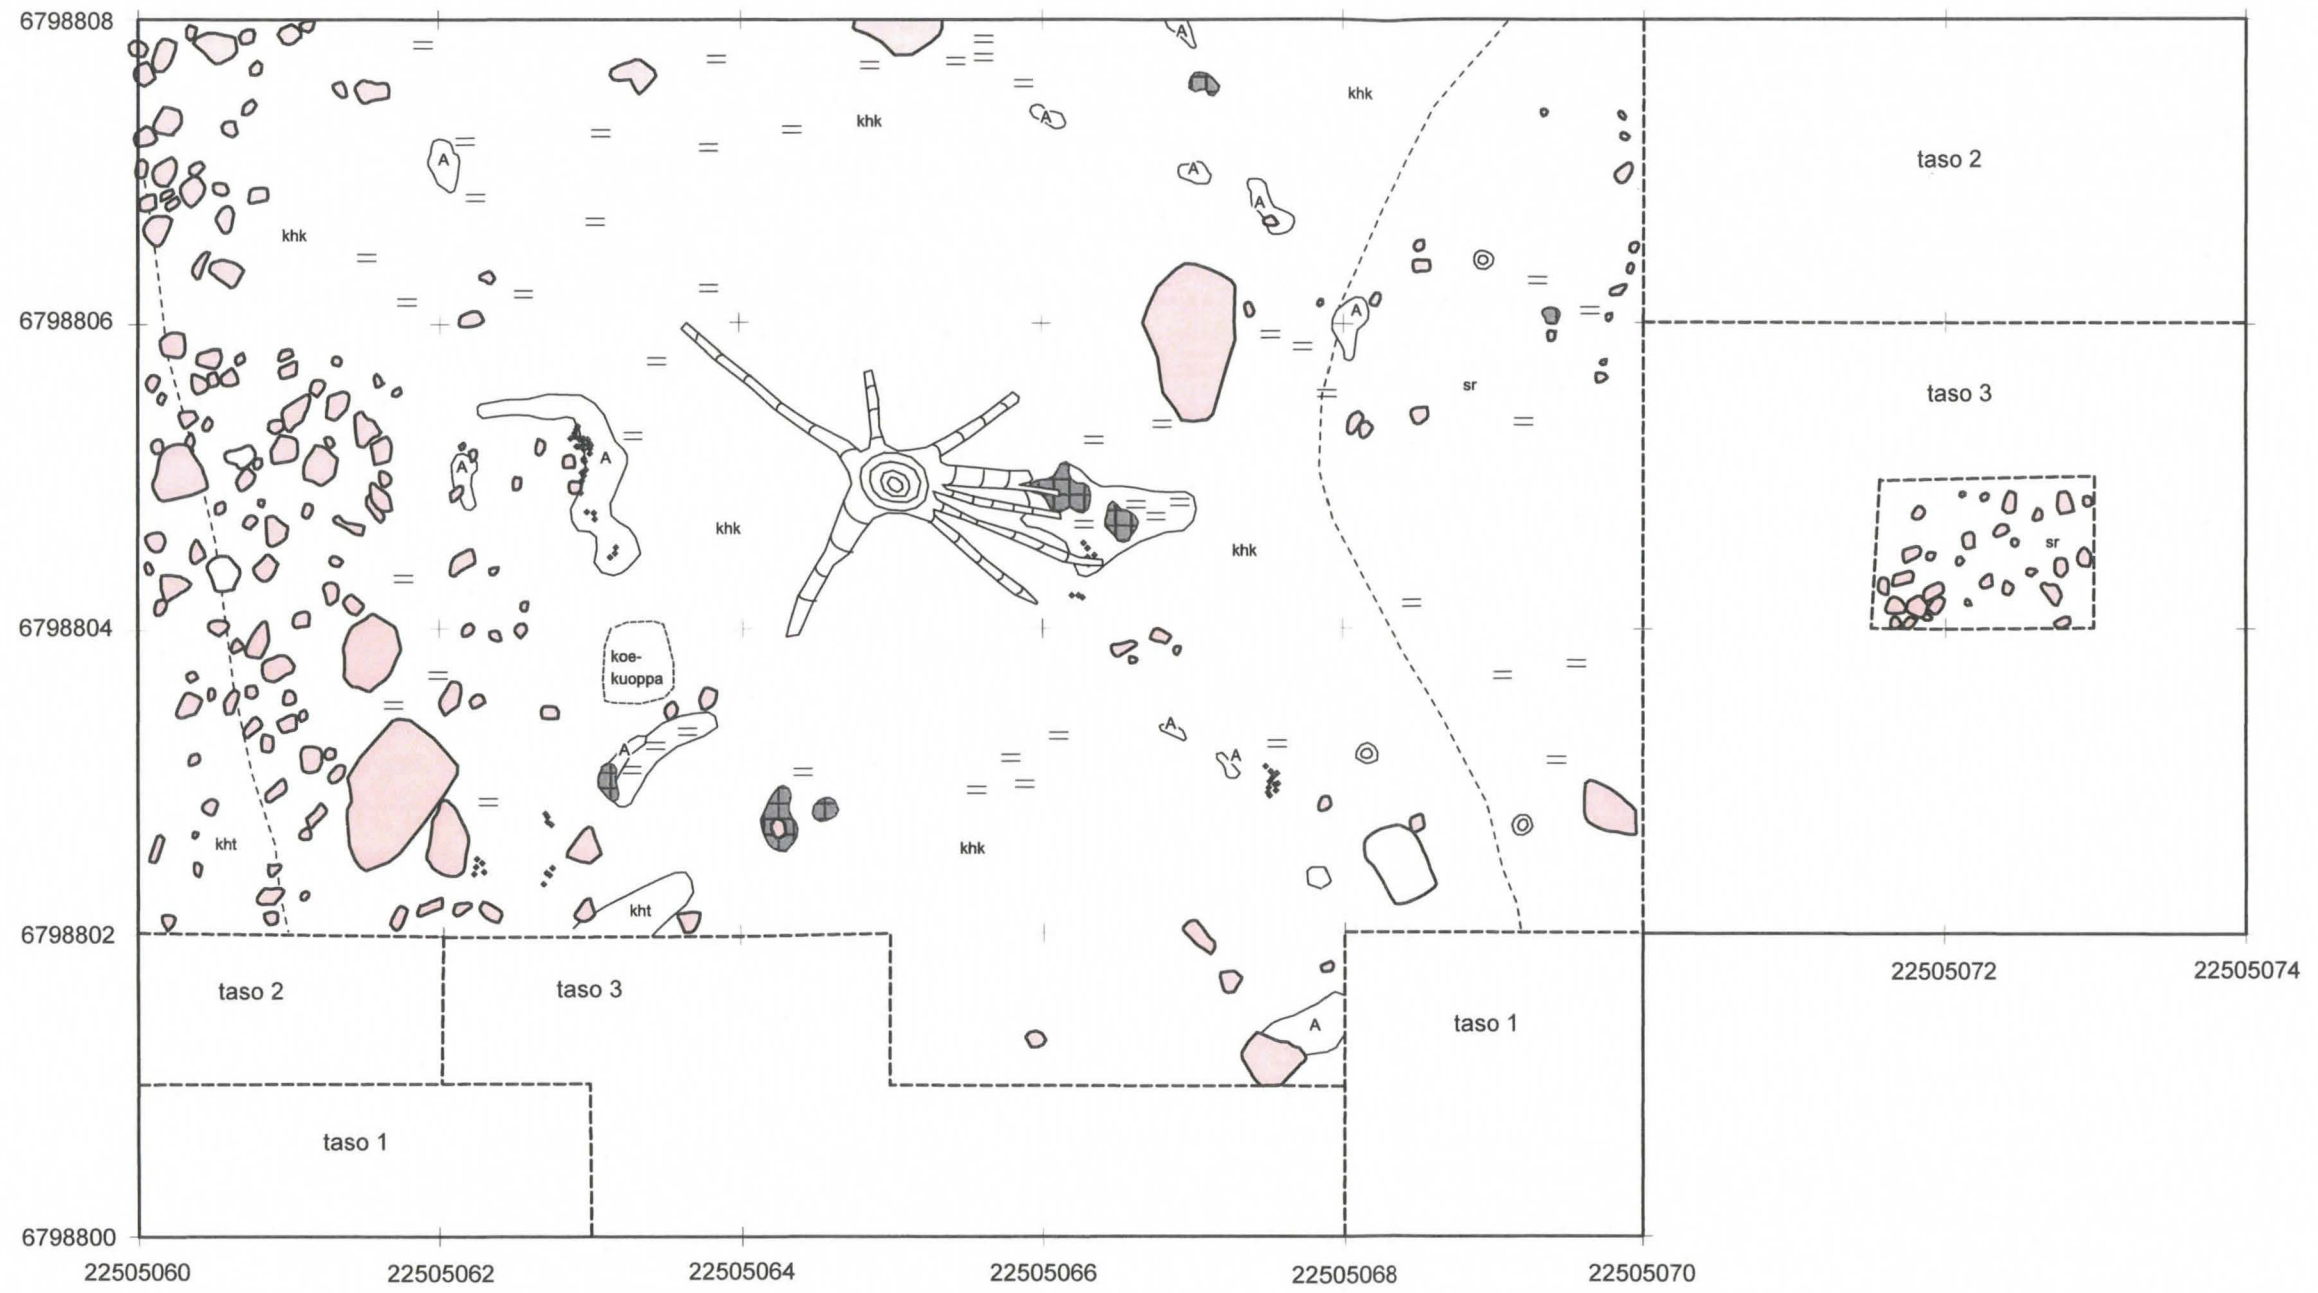 6798808
A
khk
taso 2
khk
A
A
A
A
khk
6798806
A
sr
taso 3
A
A
khk
khk
sr
6798804
koe-
kuoppa
A
A
A
kht
khk
kht
6798802
taso 2
taso 3
A
taso 1
22505072
22505074
taso 1
6798800
22505060
22505062
22505064
22505066
22505068
22505070